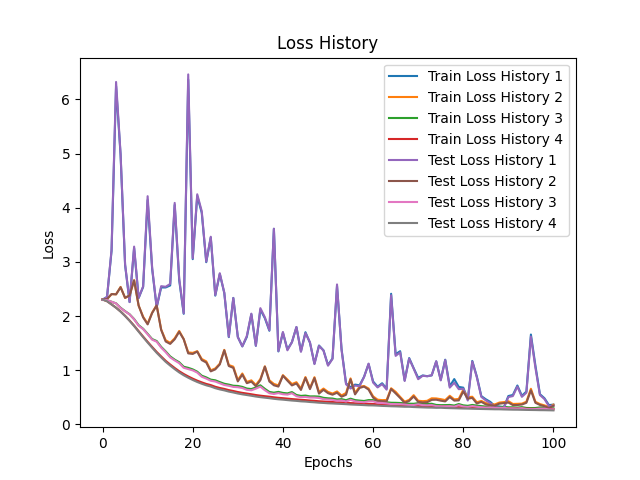 Loss History
Train Loss History 1
Train Loss History 2
Train Loss History 3
Train Loss History 4
Test Loss History 1
Test Loss History 2
Test Loss History 3
Test Loss History 4
6
5
4
3
2
1
0
Loss
0 20 40 60 80 100
Epochs